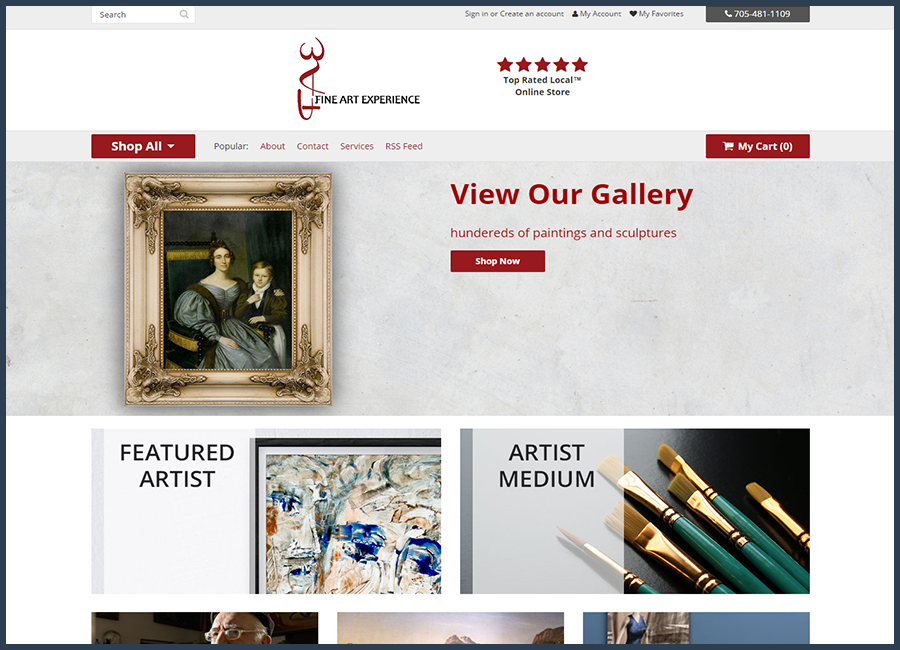 Search
Sign in or Create an account My Account My Favorites 705-481-1109
FINE ART EXPERIENCE
Top Rated Local™
Online Store
Shop All Popular: About Contact Services RSS Feed My Cart (0)
View Our Gallery
hundereds of paintings and sculptures
Shop Now
FEATURED
ARTIST
ARTIST
MEDIUM